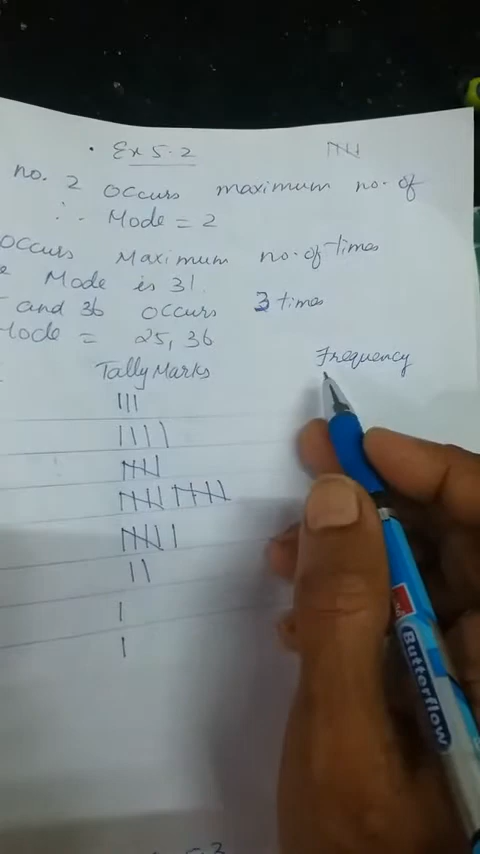 • Ex 5.2
no. 2 occurs maximum no. of
∴ Mode = 2
occurs Maximum no. of times
Mode is 31.
and 36 occurs 3 times
Mode = 25, 36
Tally Marks Frequency
Butterflow